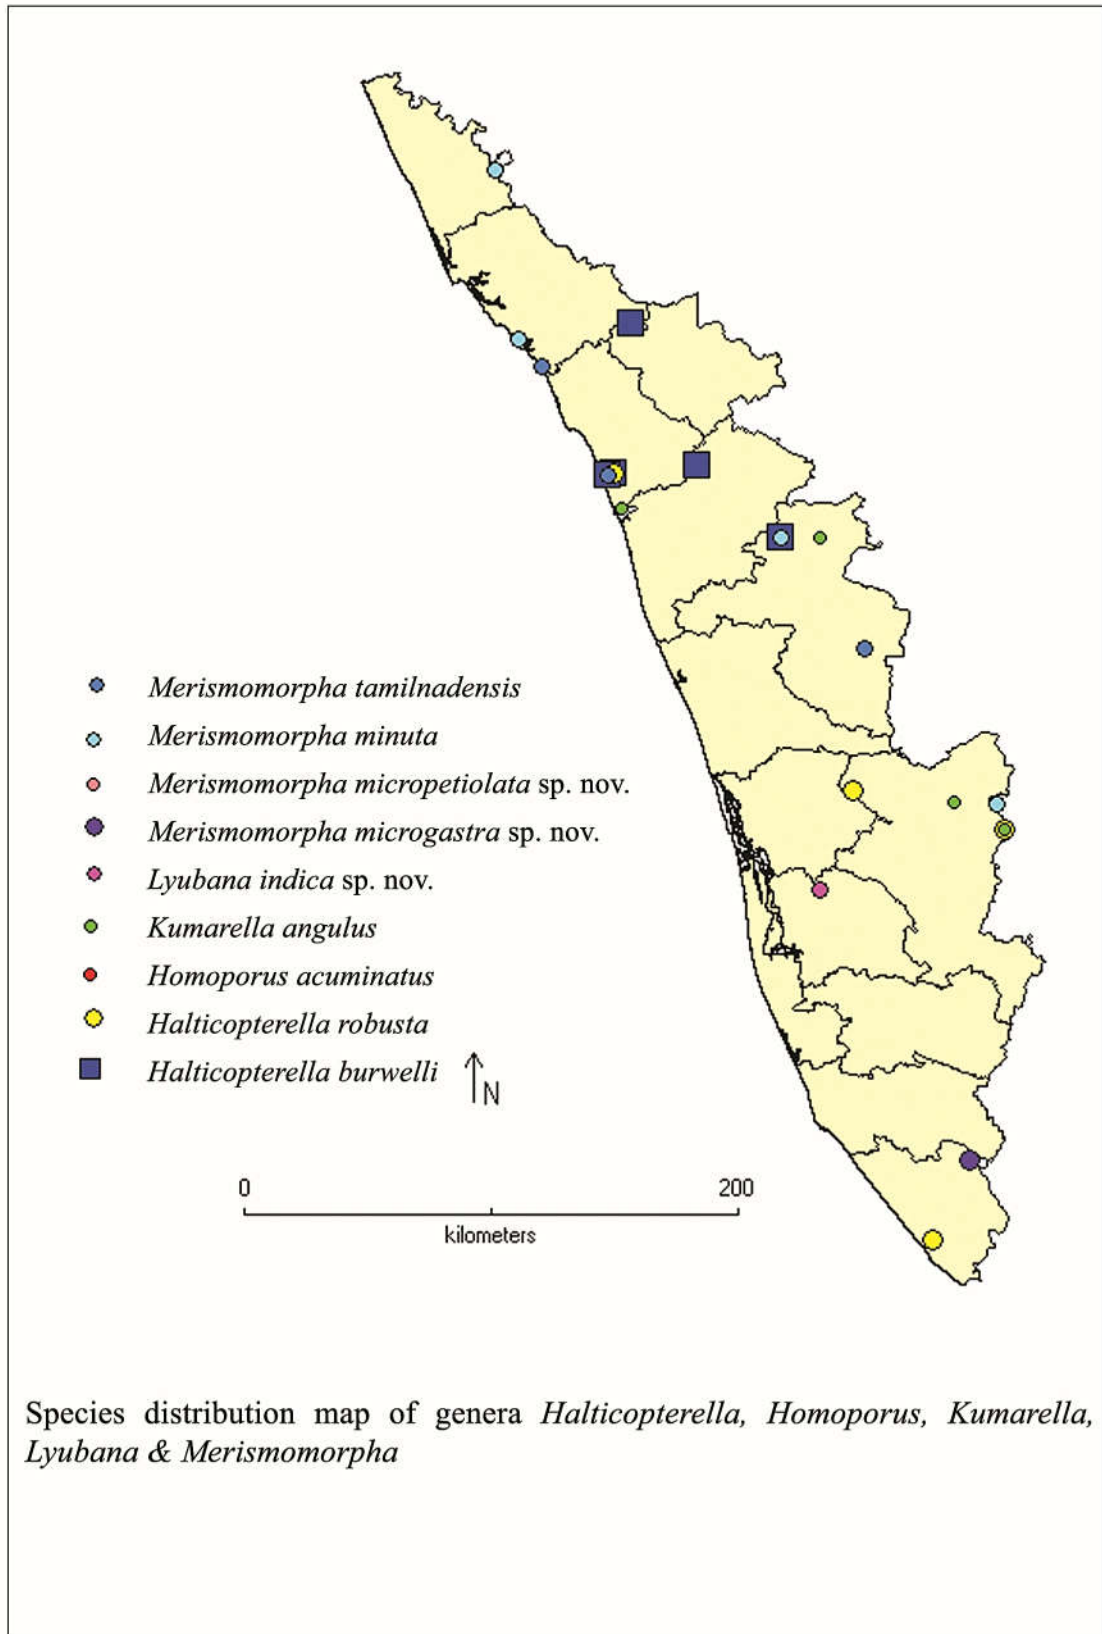 Merismomorpha tamilnadensis
Merismomorpha minuta
Merismomorpha micropetiolata sp. nov.
Merismomorpha microgastra sp. nov.
Lyubana indica sp. nov.
Kumarella angulus
Homoporus acuminatus
Halticopterella robusta
Halticopterella burwelli
N
0 200
kilometers
Species distribution map of genera Halticopterella, Homoporus, Kumarella,
Lyubana & Merismomorpha